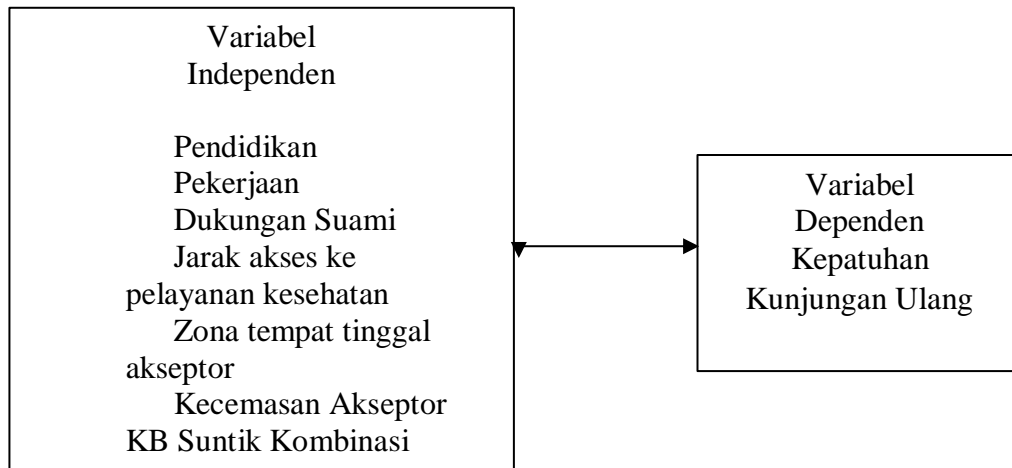 Variabel
Independen
Pendidikan
Pekerjaan
Dukungan Suami
Jarak akses ke
pelayanan kesehatan
Zona tempat tinggal
akseptor
Kecemasan Akseptor
KB Suntik Kombinasi
Variabel
Dependen
Kepatuhan
Kunjungan Ulang